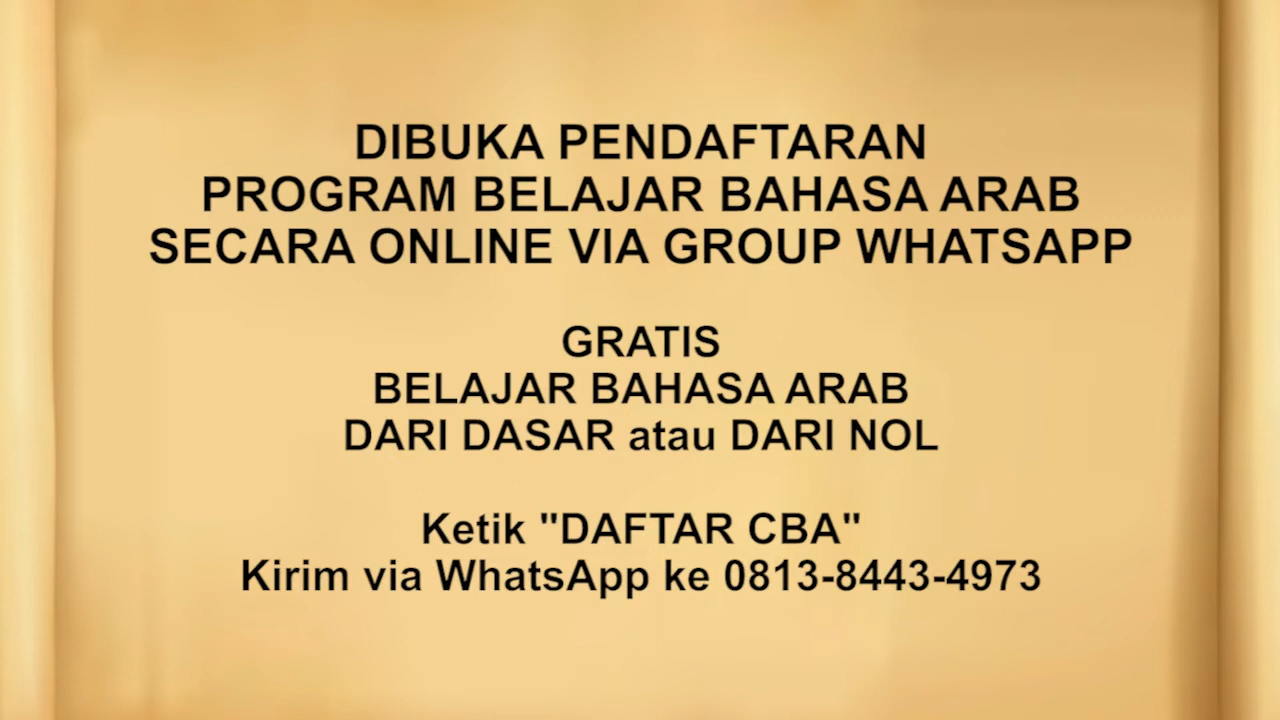 DIBUKA PENDAFTARAN
PROGRAM BELAJAR BAHASA ARAB
SECARA ONLINE VIA GROUP WHATSAPP
GRATIS
BELAJAR BAHASA ARAB
DARI DASAR atau DARI NOL
Ketik "DAFTAR CBA"
Kirim via WhatsApp ke 0813-8443-4973